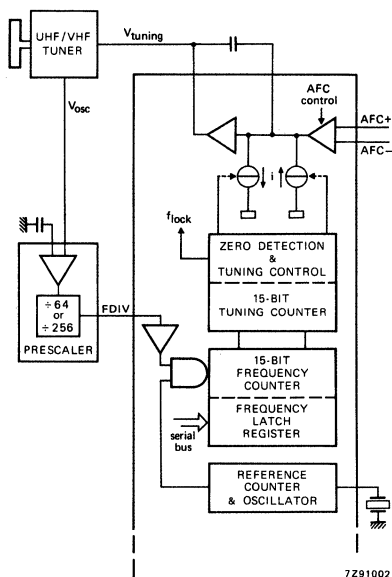 UHF/VHF
TUNER
Vtuning
Vosc
AFC
control
AFC+
AFC−
i
flock
ZERO DETECTION
&
TUNING CONTROL
15-BIT
TUNING COUNTER
÷64
or
÷256
PRESCALER
FDIV
15-BIT
FREQUENCY
COUNTER
FREQUENCY
LATCH
REGISTER
serial
bus
REFERENCE
COUNTER
& OSCILLATOR
7Z91002